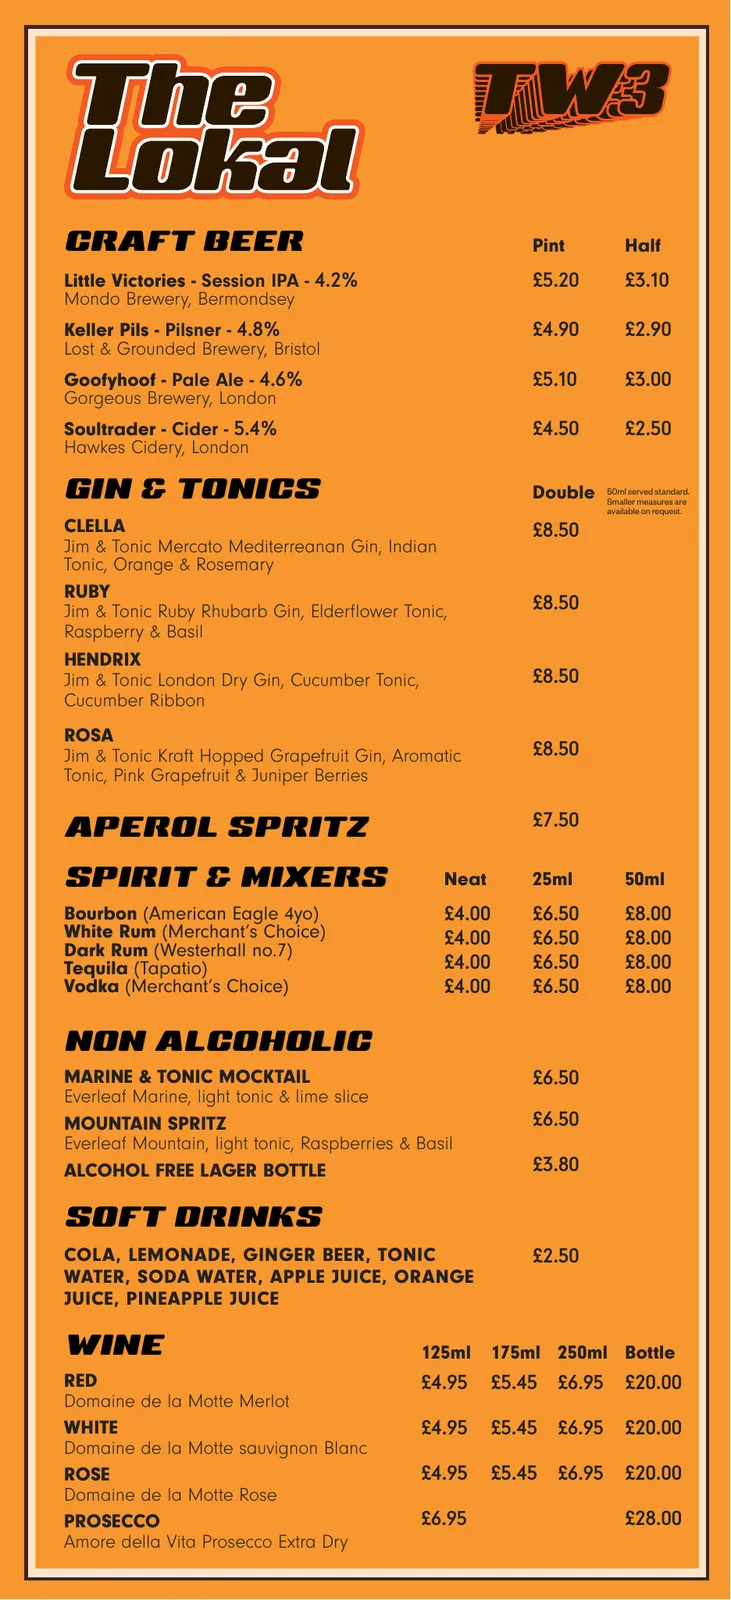 The
Lokal
TW3
CRAFT BEER Pint Half
Little Victories - Session IPA - 4.2% £5.20 £3.10
Mondo Brewery, Bermondsey
Keller Pils - Pilsner - 4.8% £4.90 £2.90
Lost & Grounded Brewery, Bristol
Goofyhoof - Pale Ale - 4.6% £5.10 £3.00
Gorgeous Brewery, London
Soultrader - Cider - 5.4% £4.50 £2.50
Hawkes Cidery, London
GIN & TONICS Double
50ml served standard.
Smaller measures are
available on request.
CLELLA £8.50
Jim & Tonic Mercato Mediterreanan Gin, Indian
Tonic, Orange & Rosemary
RUBY £8.50
Jim & Tonic Ruby Rhubarb Gin, Elderflower Tonic,
Raspberry & Basil
HENDRIX £8.50
Jim & Tonic London Dry Gin, Cucumber Tonic,
Cucumber Ribbon
ROSA £8.50
Jim & Tonic Kraft Hopped Grapefruit Gin, Aromatic
Tonic, Pink Grapefruit & Juniper Berries
APEROL SPRITZ £7.50
SPIRIT & MIXERS Neat 25ml 50ml
Bourbon (American Eagle 4yo) £4.00 £6.50 £8.00
White Rum (Merchant's Choice) £4.00 £6.50 £8.00
Dark Rum (Westerhall no.7) £4.00 £6.50 £8.00
Tequila (Tapatio) £4.00 £6.50 £8.00
Vodka (Merchant's Choice)
NON ALCOHOLIC
MARINE & TONIC MOCKTAIL £6.50
Everleaf Marine, light tonic & lime slice
MOUNTAIN SPRITZ £6.50
Everleaf Mountain, light tonic, Raspberries & Basil
ALCOHOL FREE LAGER BOTTLE £3.80
SOFT DRINKS
COLA, LEMONADE, GINGER BEER, TONIC £2.50
WATER, SODA WATER, APPLE JUICE, ORANGE
JUICE, PINEAPPLE JUICE
WINE 125ml 175ml 250ml Bottle
RED £4.95 £5.45 £6.95 £20.00
Domaine de la Motte Merlot
WHITE £4.95 £5.45 £6.95 £20.00
Domaine de la Motte sauvignon Blanc
ROSE £4.95 £5.45 £6.95 £20.00
Domaine de la Motte Rose
PROSECCO £6.95 £28.00
Amore della Vita Prosecco Extra Dry